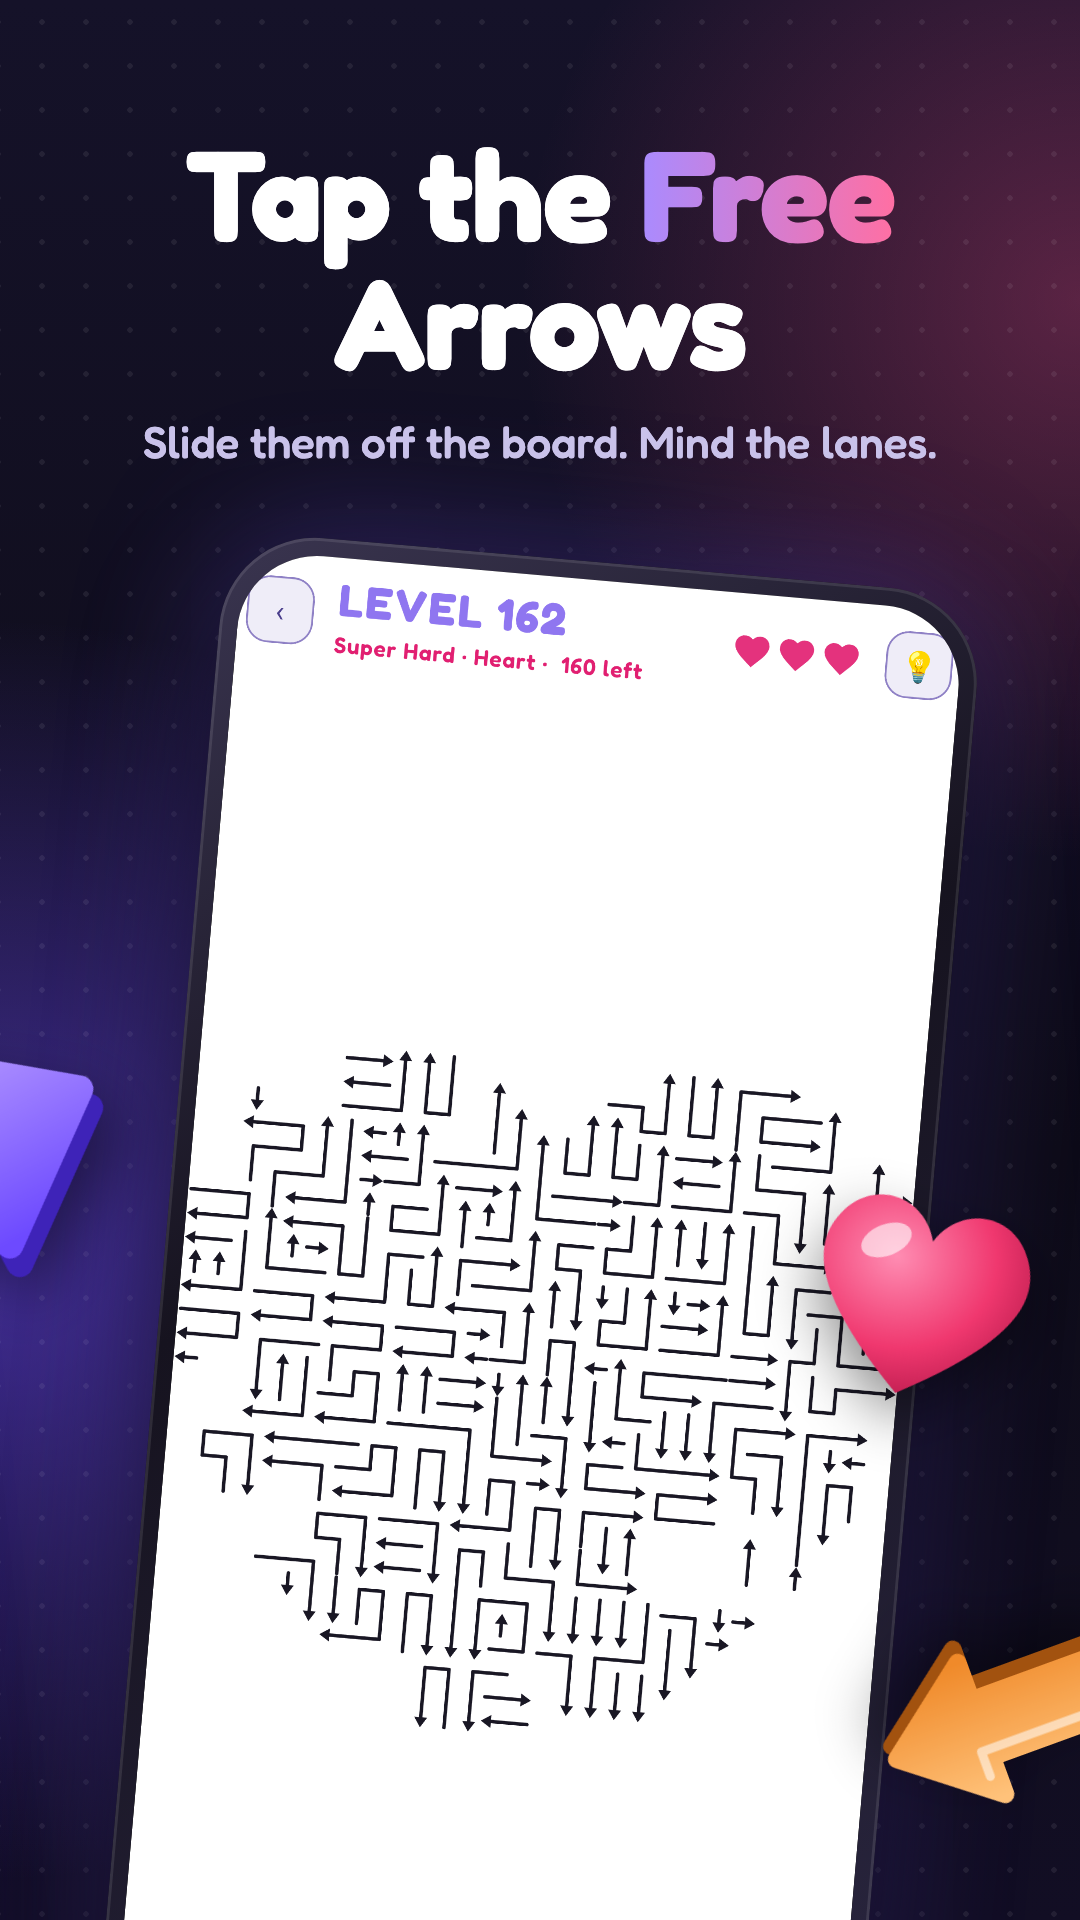 Tap the Free
Arrows
Slide them off the board. Mind the lanes.
LEVEL 162
Super Hard · Heart · 160 left